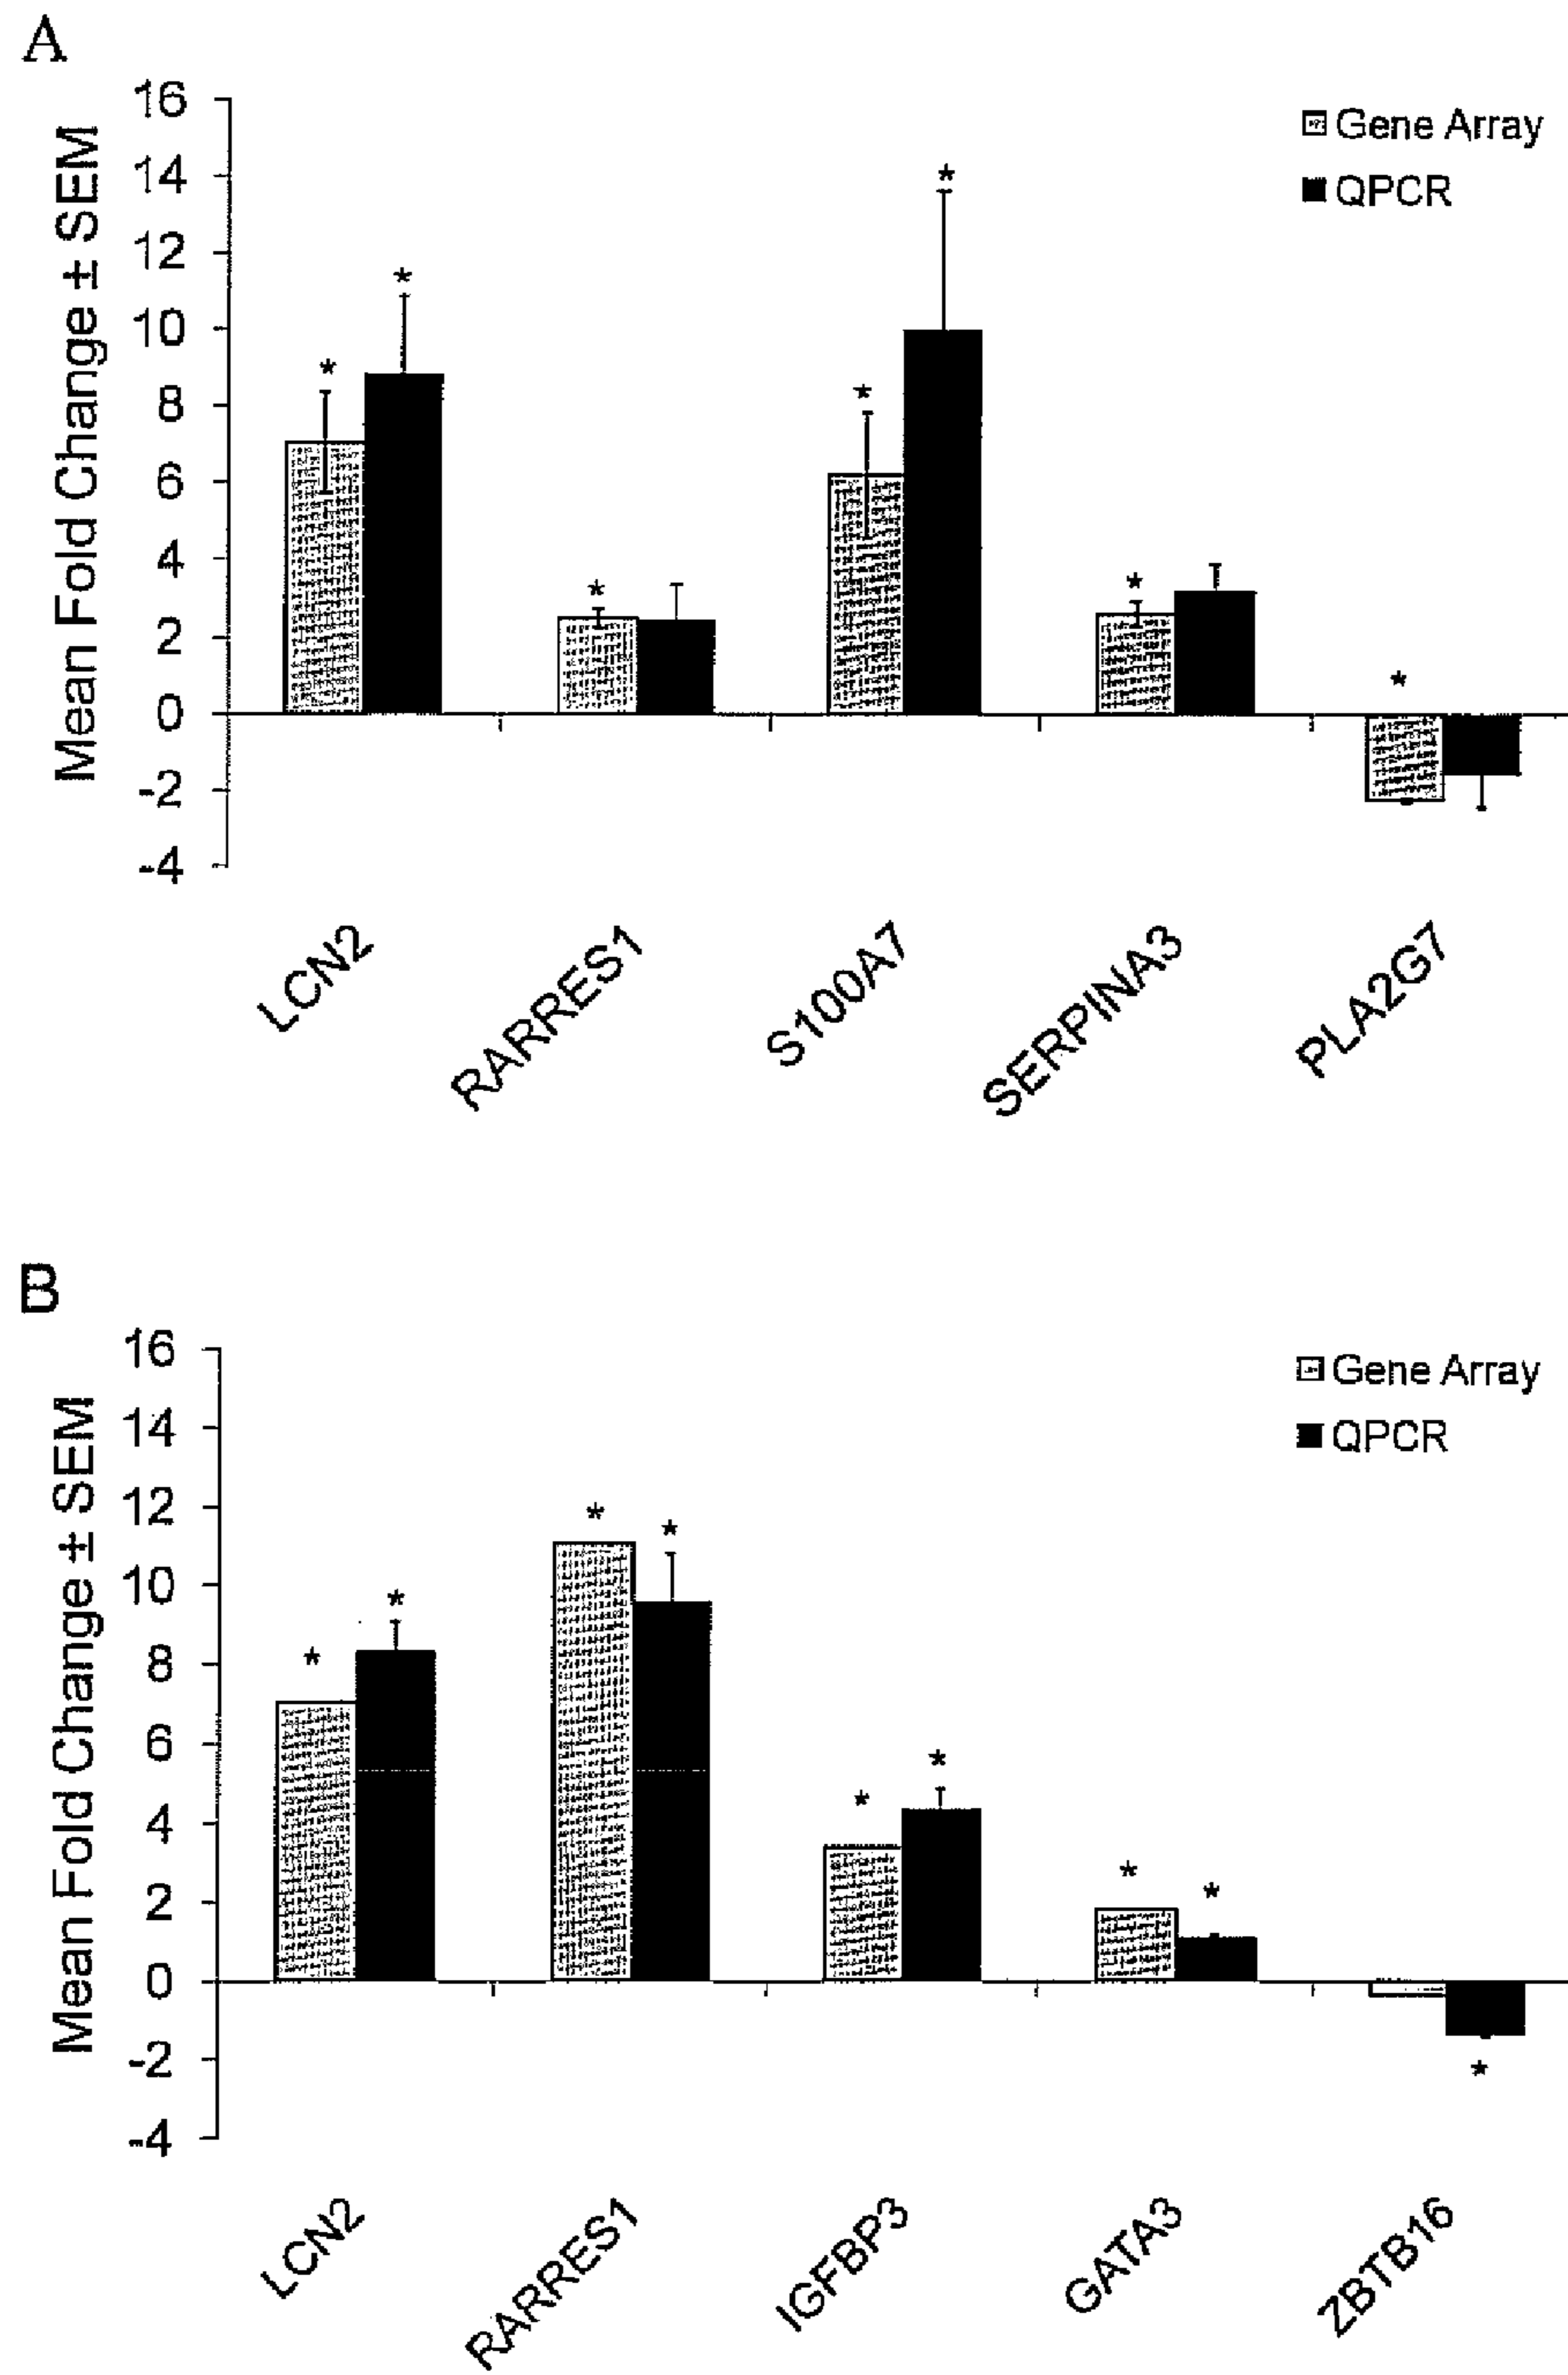 A
16
14
12
10
8
6
4
2
0
-2
-4
Mean Fold Change ± SEM
Gene Array
QPCR
*
*
*
*
*
*
*
LCN2
RARRES1
S100A7
SERPINA3
PLA2G7
B
16
14
12
10
8
6
4
2
0
-2
-4
Mean Fold Change ± SEM
Gene Array
QPCR
*
*
*
*
*
*
*
*
*
LCN2
RARRES1
IGFBP3
GATA3
ZBTB16